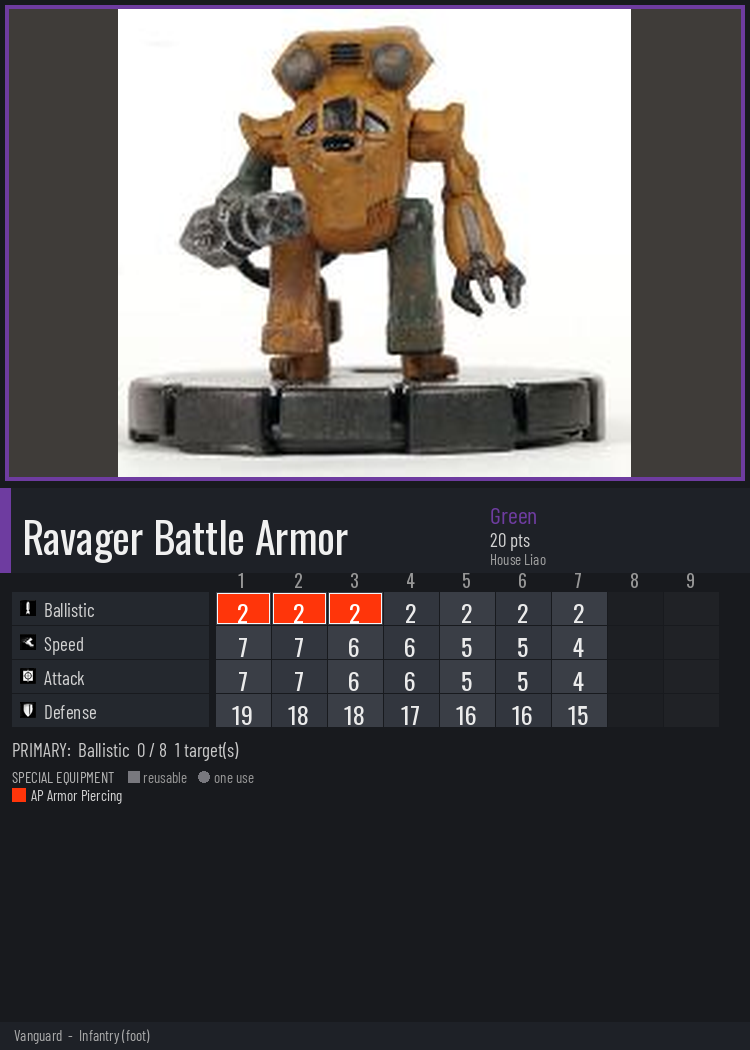 Ravager Battle Armor
Green
20 pts
House Liao
1 2 3 4 5 6 7 8 9
Ballistic 2 2 2 2 2 2 2
Speed 7 7 6 6 5 5 4
Attack 7 7 6 6 5 5 4
Defense 19 18 18 17 16 16 15
PRIMARY: Ballistic 0 / 8 1 target(s)
SPECIAL EQUIPMENT reusable one use
AP Armor Piercing
Vanguard - Infantry (foot)